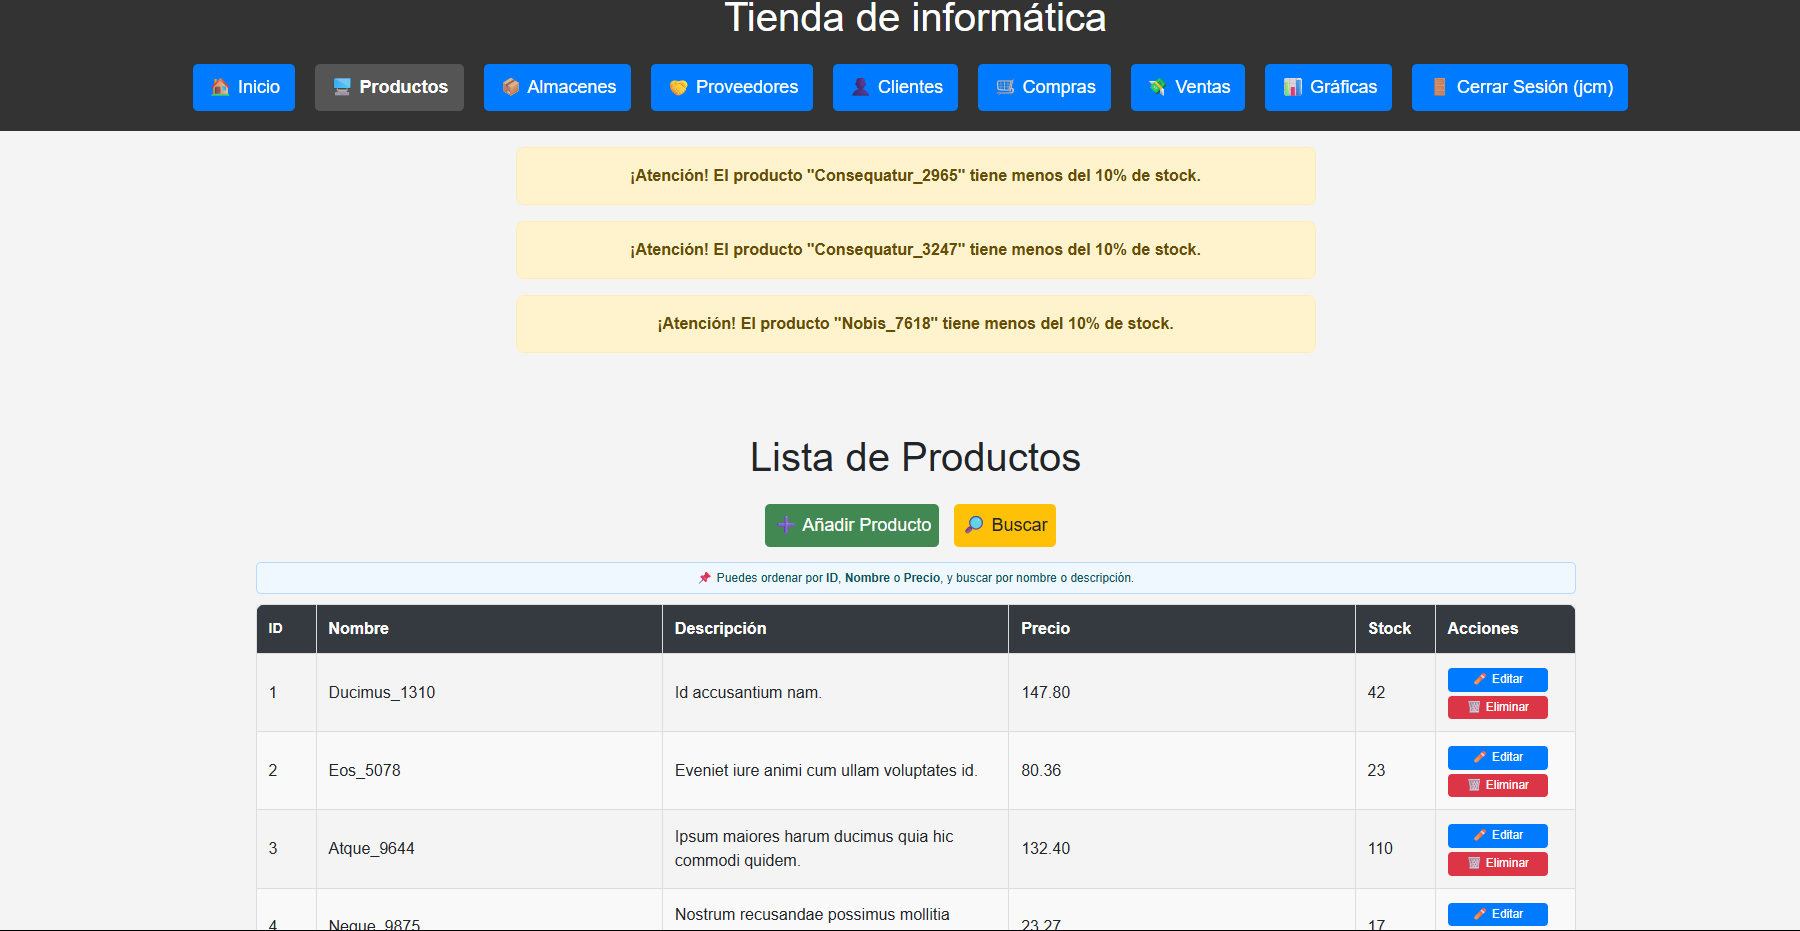 Tienda de informática
Inicio Productos Almacenes Proveedores Clientes Compras Ventas Gráficas Cerrar Sesión (jcm)
¡Atención! El producto "Consequatur_2965" tiene menos del 10% de stock.
¡Atención! El producto "Consequatur_3247" tiene menos del 10% de stock.
¡Atención! El producto "Nobis_7618" tiene menos del 10% de stock.
Lista de Productos
Añadir Producto Buscar
Puedes ordenar por ID, Nombre o Precio, y buscar por nombre o descripción.
ID Nombre Descripción Precio Stock Acciones
1 Ducimus_1310 Id accusantium nam. 147.80 42 Editar
Eliminar
2 Eos_5078 Eveniet iure animi cum ullam voluptates id. 80.36 23 Editar
Eliminar
3 Atque_9644 Ipsum maiores harum ducimus quia hic 132.40 110 Editar
commodi quidem. Eliminar
Nostrum recusandae possimus mollitia Editar
4 Neque_9875 23.27 17